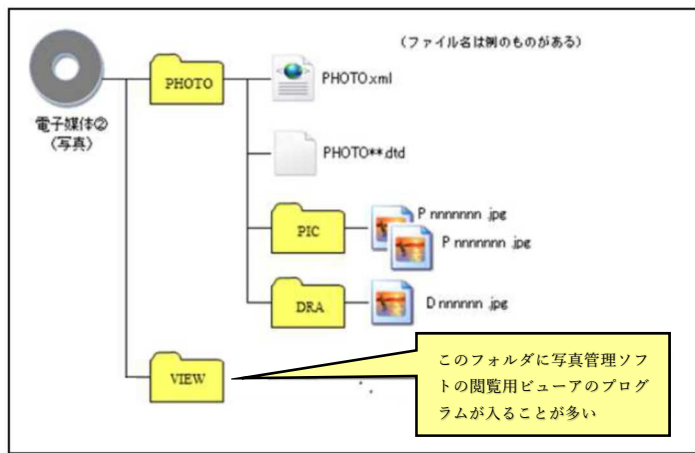 (ファイル名は例のものがある)
PHOTO
PHOTO.xml
電子媒体②
(写真)
PHOTO**.dtd
PIC
P nnnnnnn .jpg
P nnnnnnn .jpg
DRA
D nnnnnn .jpg
VIEW
このフォルダに写真管理ソフ
トの閲覧用ビューアのプログ
ラムが入ることが多い